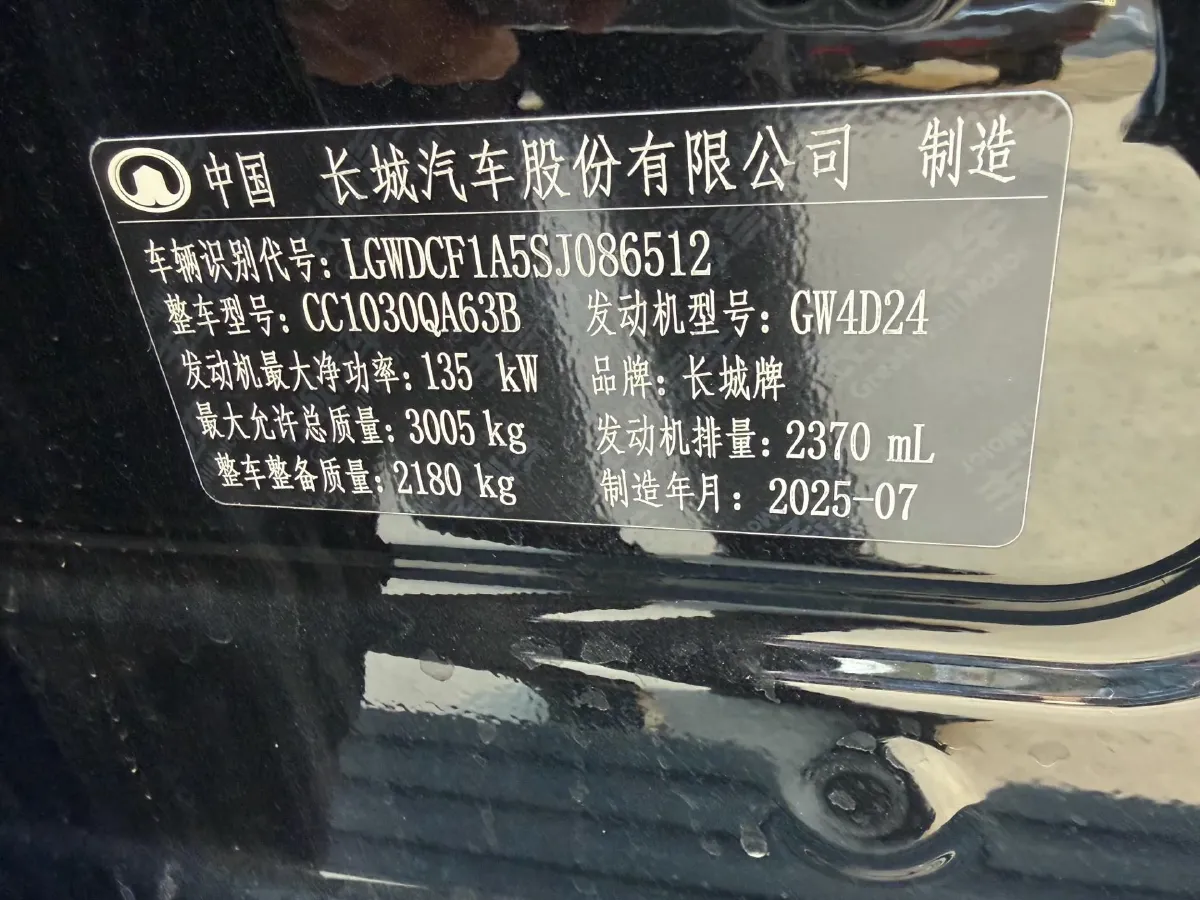 中国 长城汽车股份有限公司 制造
车辆识别代号: LGWDCF1A5SJ086512
整车型号: CC1030QA63B 发动机型号: GW4D24
发动机最大净功率: 135 kW 品牌: 长城牌
最大允许总质量: 3005 kg 发动机排量: 2370 mL
整车整备质量: 2180 kg 制造年月: 2025-07